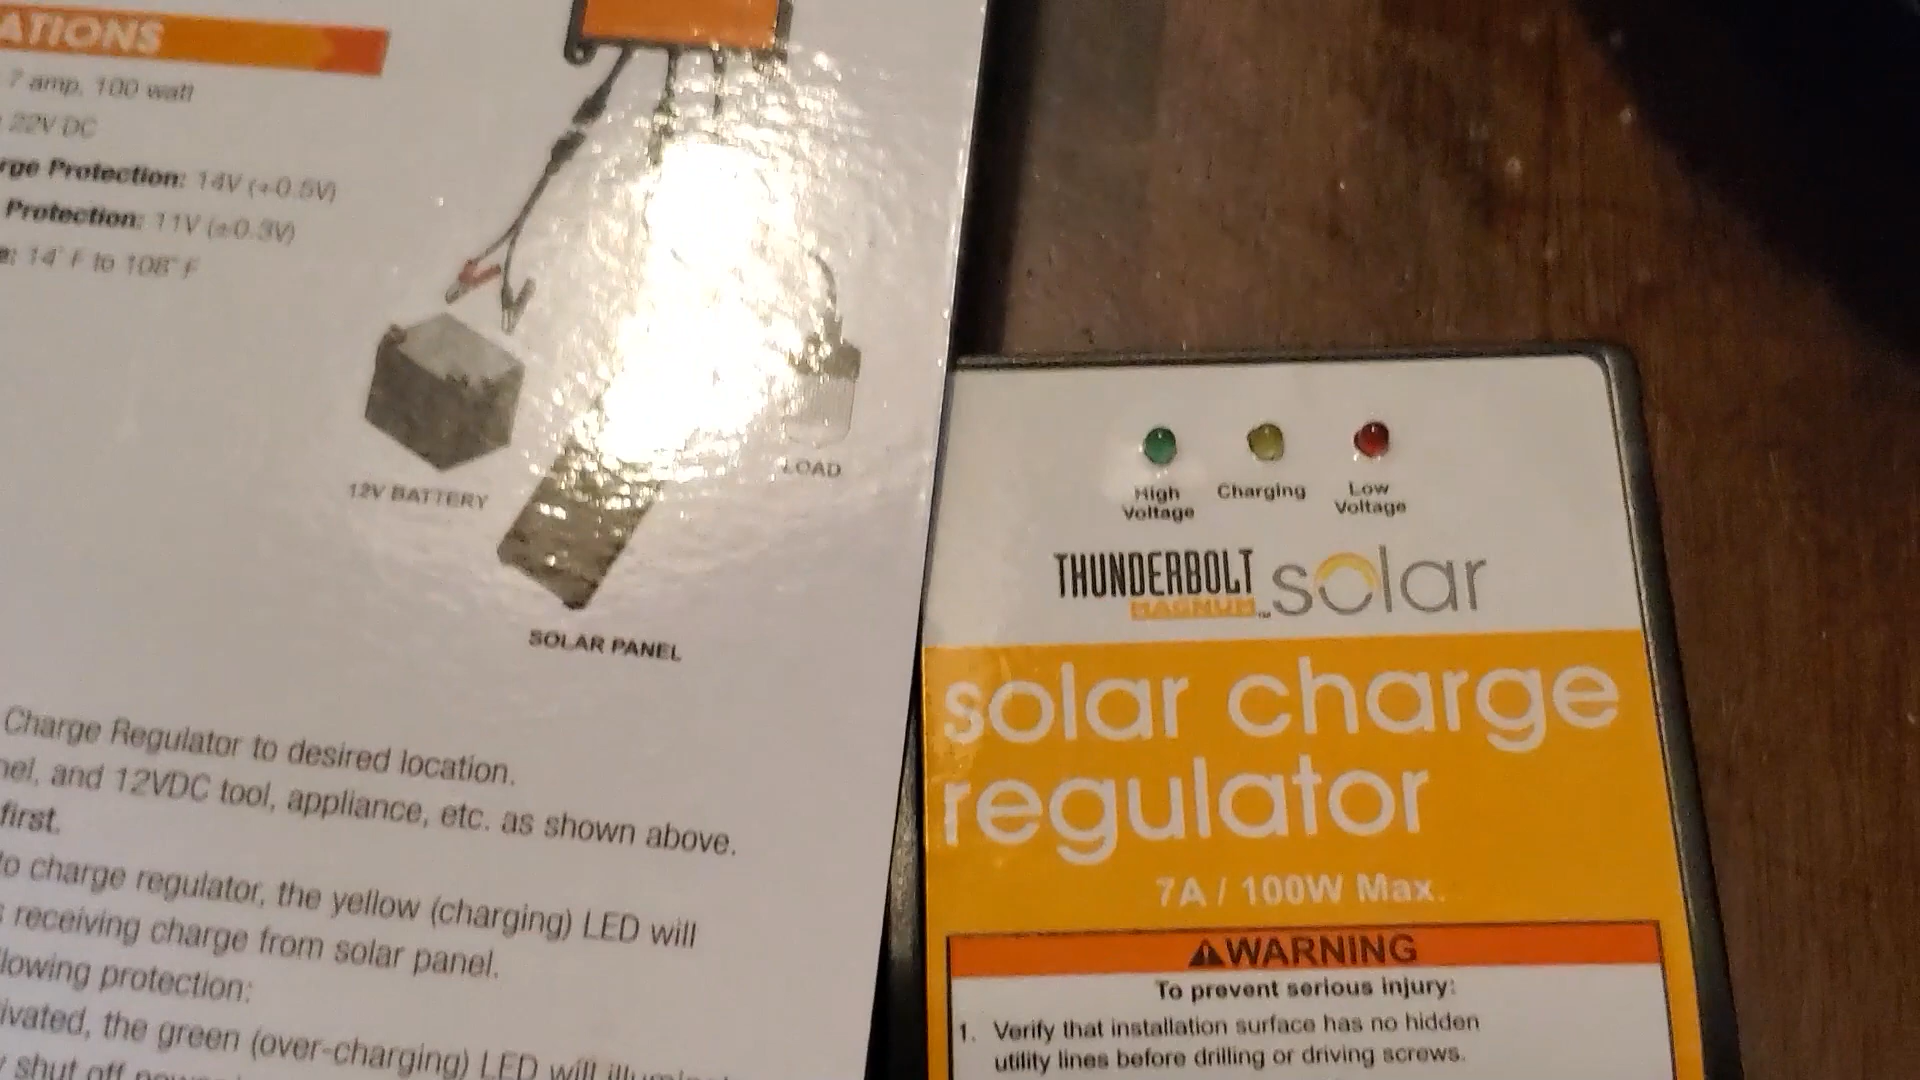 ATIONS
7 amp, 100 watt
22V DC
rge Protection: 14V (+0.5V)
Protection: 11V (±0.3V)
e: 14° F to 108° F
12V BATTERY
LOAD
SOLAR PANEL
Charge Regulator to desired location.
nel, and 12VDC tool, appliance, etc. as shown above.
first.
to charge regulator, the yellow (charging) LED will
s receiving charge from solar panel.
lowing protection:
ivated, the green (over-charging) LED will
shut off
High
Voltage
Charging
Low
Voltage
THUNDERBOLT
MAGNUM™
solar
solar charge
regulator
7A / 100W Max.
⚠WARNING
To prevent serious injury:
1. Verify that installation surface has no hidden
utility lines before drilling or driving screws.